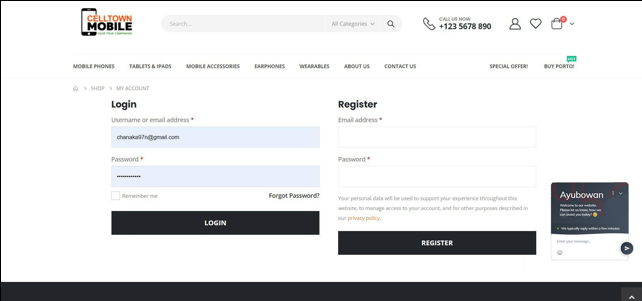 CELLTOWN
MOBILE
Search...
All Categories
CALL US NOW
+123 5678 890
0
MOBILE PHONES
TABLETS & IPADS
MOBILE ACCESSORIES
EARPHONES
WEARABLES
ABOUT US
CONTACT US
SPECIAL OFFER!
BUY PORTO!
SHOP > MY ACCOUNT
Login
Username or email address *
chanaka97n@gmail.com
Password *
••••••••••••
Remember me
Forgot Password?
LOGIN
Register
Email address *
Password *
Your personal data will be used to support your experience throughout this
website, to manage access to your account, and for other purposes described in
our privacy policy.
REGISTER
Ayubowan
Welcome to our website.
Please let us know, how we
can assist you today?
We typically reply within a few minutes
Enter your message...